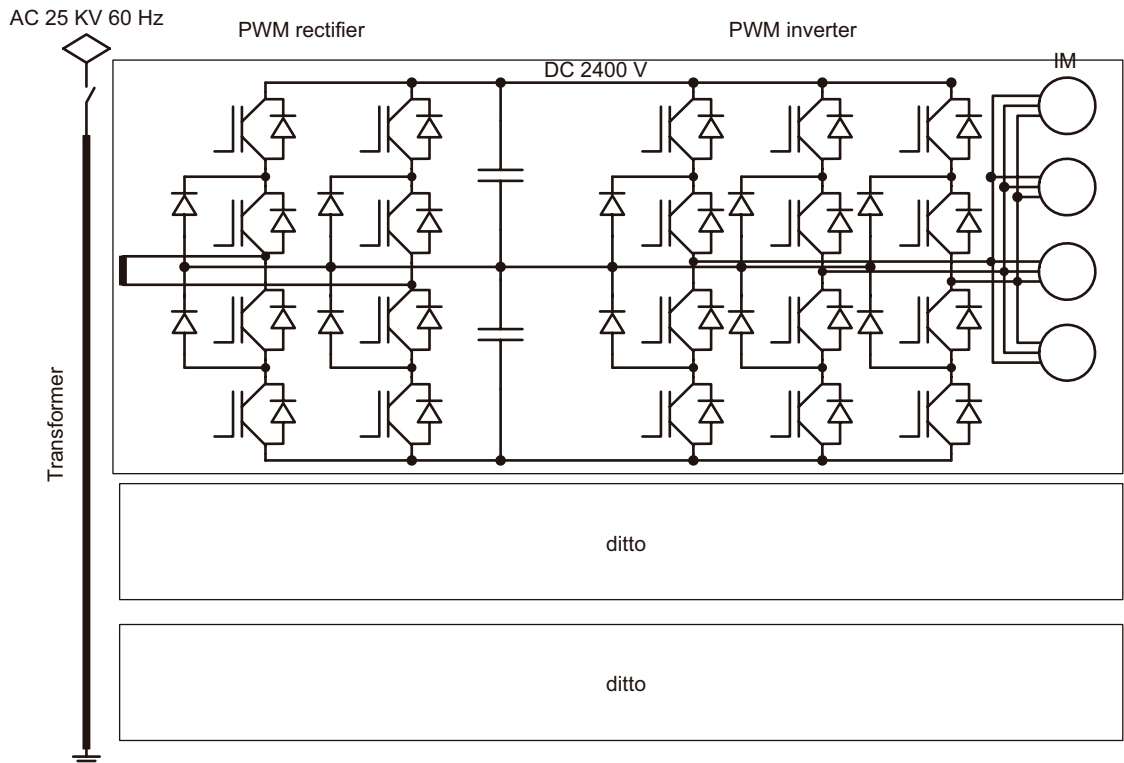 AC 25 KV 60 Hz
PWM rectifier
PWM inverter
DC 2400 V
IM
Transformer
ditto
ditto